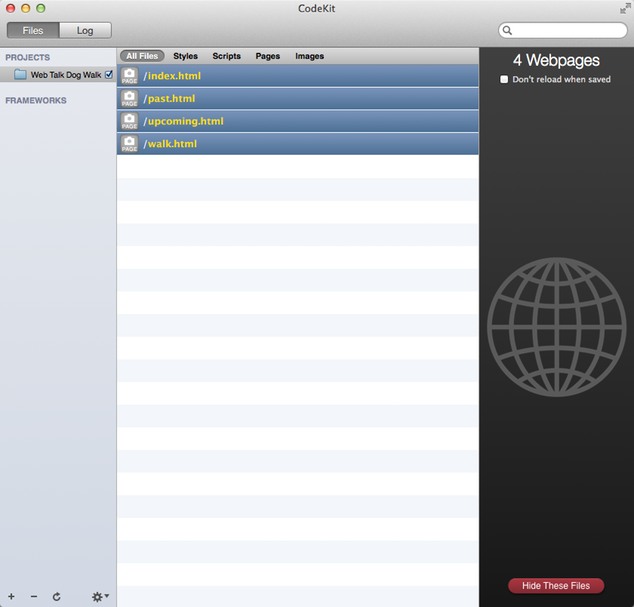 CodeKit
Files Log
PROJECTS
Web Talk Dog Walk
FRAMEWORKS
All Files Styles Scripts Pages Images
PAGE /index.html
PAGE /past.html
PAGE /upcoming.html
PAGE /walk.html
4 Webpages
Don't reload when saved
Hide These Files